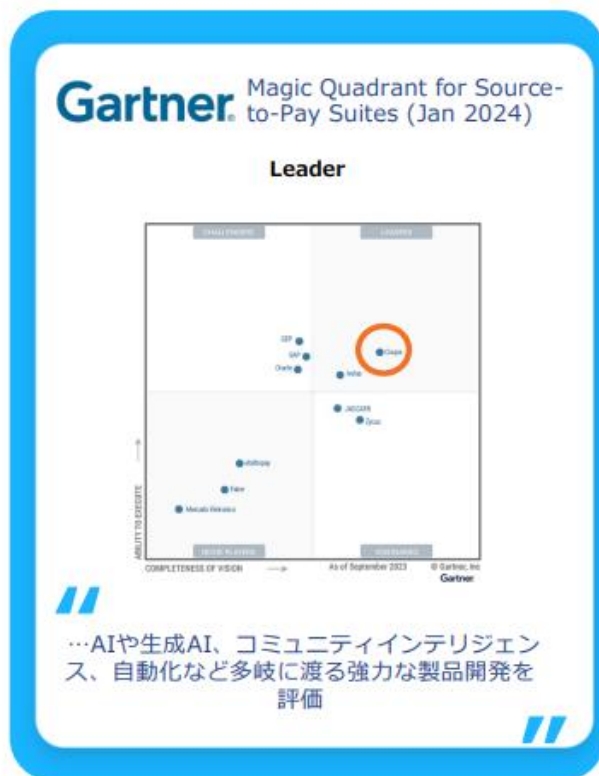 Gartner®
Magic Quadrant for Source-
to-Pay Suites (Jan 2024)
Leader
CHALLENGERS
LEADERS
GEP
SAP
Coupa
Oracle
Ivalua
JAGGAER
Zycus
Mercado Eletronico
NICHE PLAYERS
VISIONARIES
ABILITY TO EXECUTE
COMPLETENESS OF VISION
As of September 2023
© Gartner, Inc
Gartner
…AIや生成AI、コミュニティインテリジェン
ス、自動化など多岐に渡る強力な製品開発を
評価